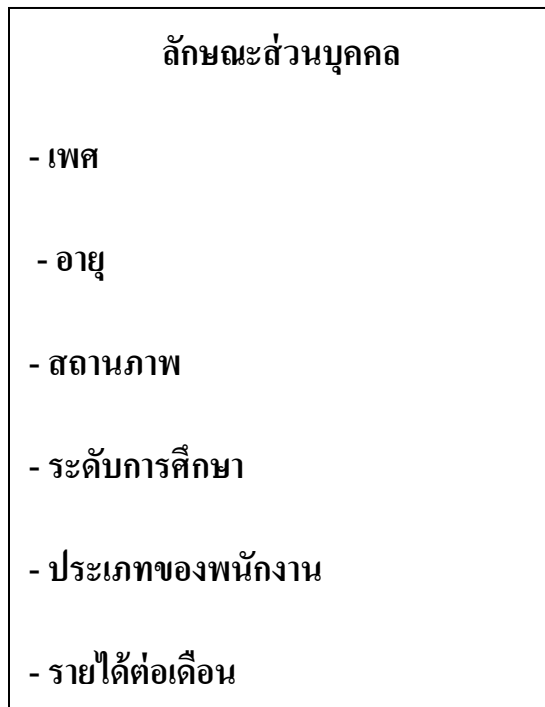 ลักษณะส่วนบุคคล
- เพศ
- อายุ
- สถานภาพ
- ระดับการศึกษา
- ประเภทของพนักงาน
- รายได้ต่อเดือน